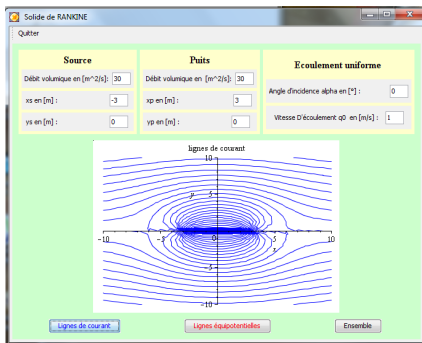 Solide de RANKINE
Quitter
Source
Débit volumique en [m^2/s]: 30
xs en [m] : -3
ys en [m] : 0
Puits
Débit volumique en [m^2/s]: 30
xp en [m] 3
yp en [m] : 0
Ecoulement uniforme
Angle d'incidence alpha en [°] : 0
Vitesse D'écoulement q0 en [m/s] : 1
lignes de courant
10
y
5
-10 -5 0 5 10
x
-5
-10
Lignes de courant
Lignes équipotentielles
Ensemble